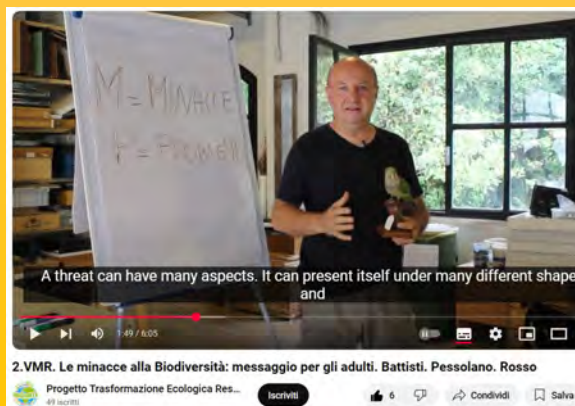 M = MINACCE
A threat can have many aspects. It can present itself under many different shape
and
1:49 / 6:05
2.VMR. Le minacce alla Biodiversità: messaggio per gli adulti. Battisti. Pessolano. Rosso
Progetto Trasformazione Ecologica Res...
49 iscritti
Iscriviti
6
Condividi
Salva